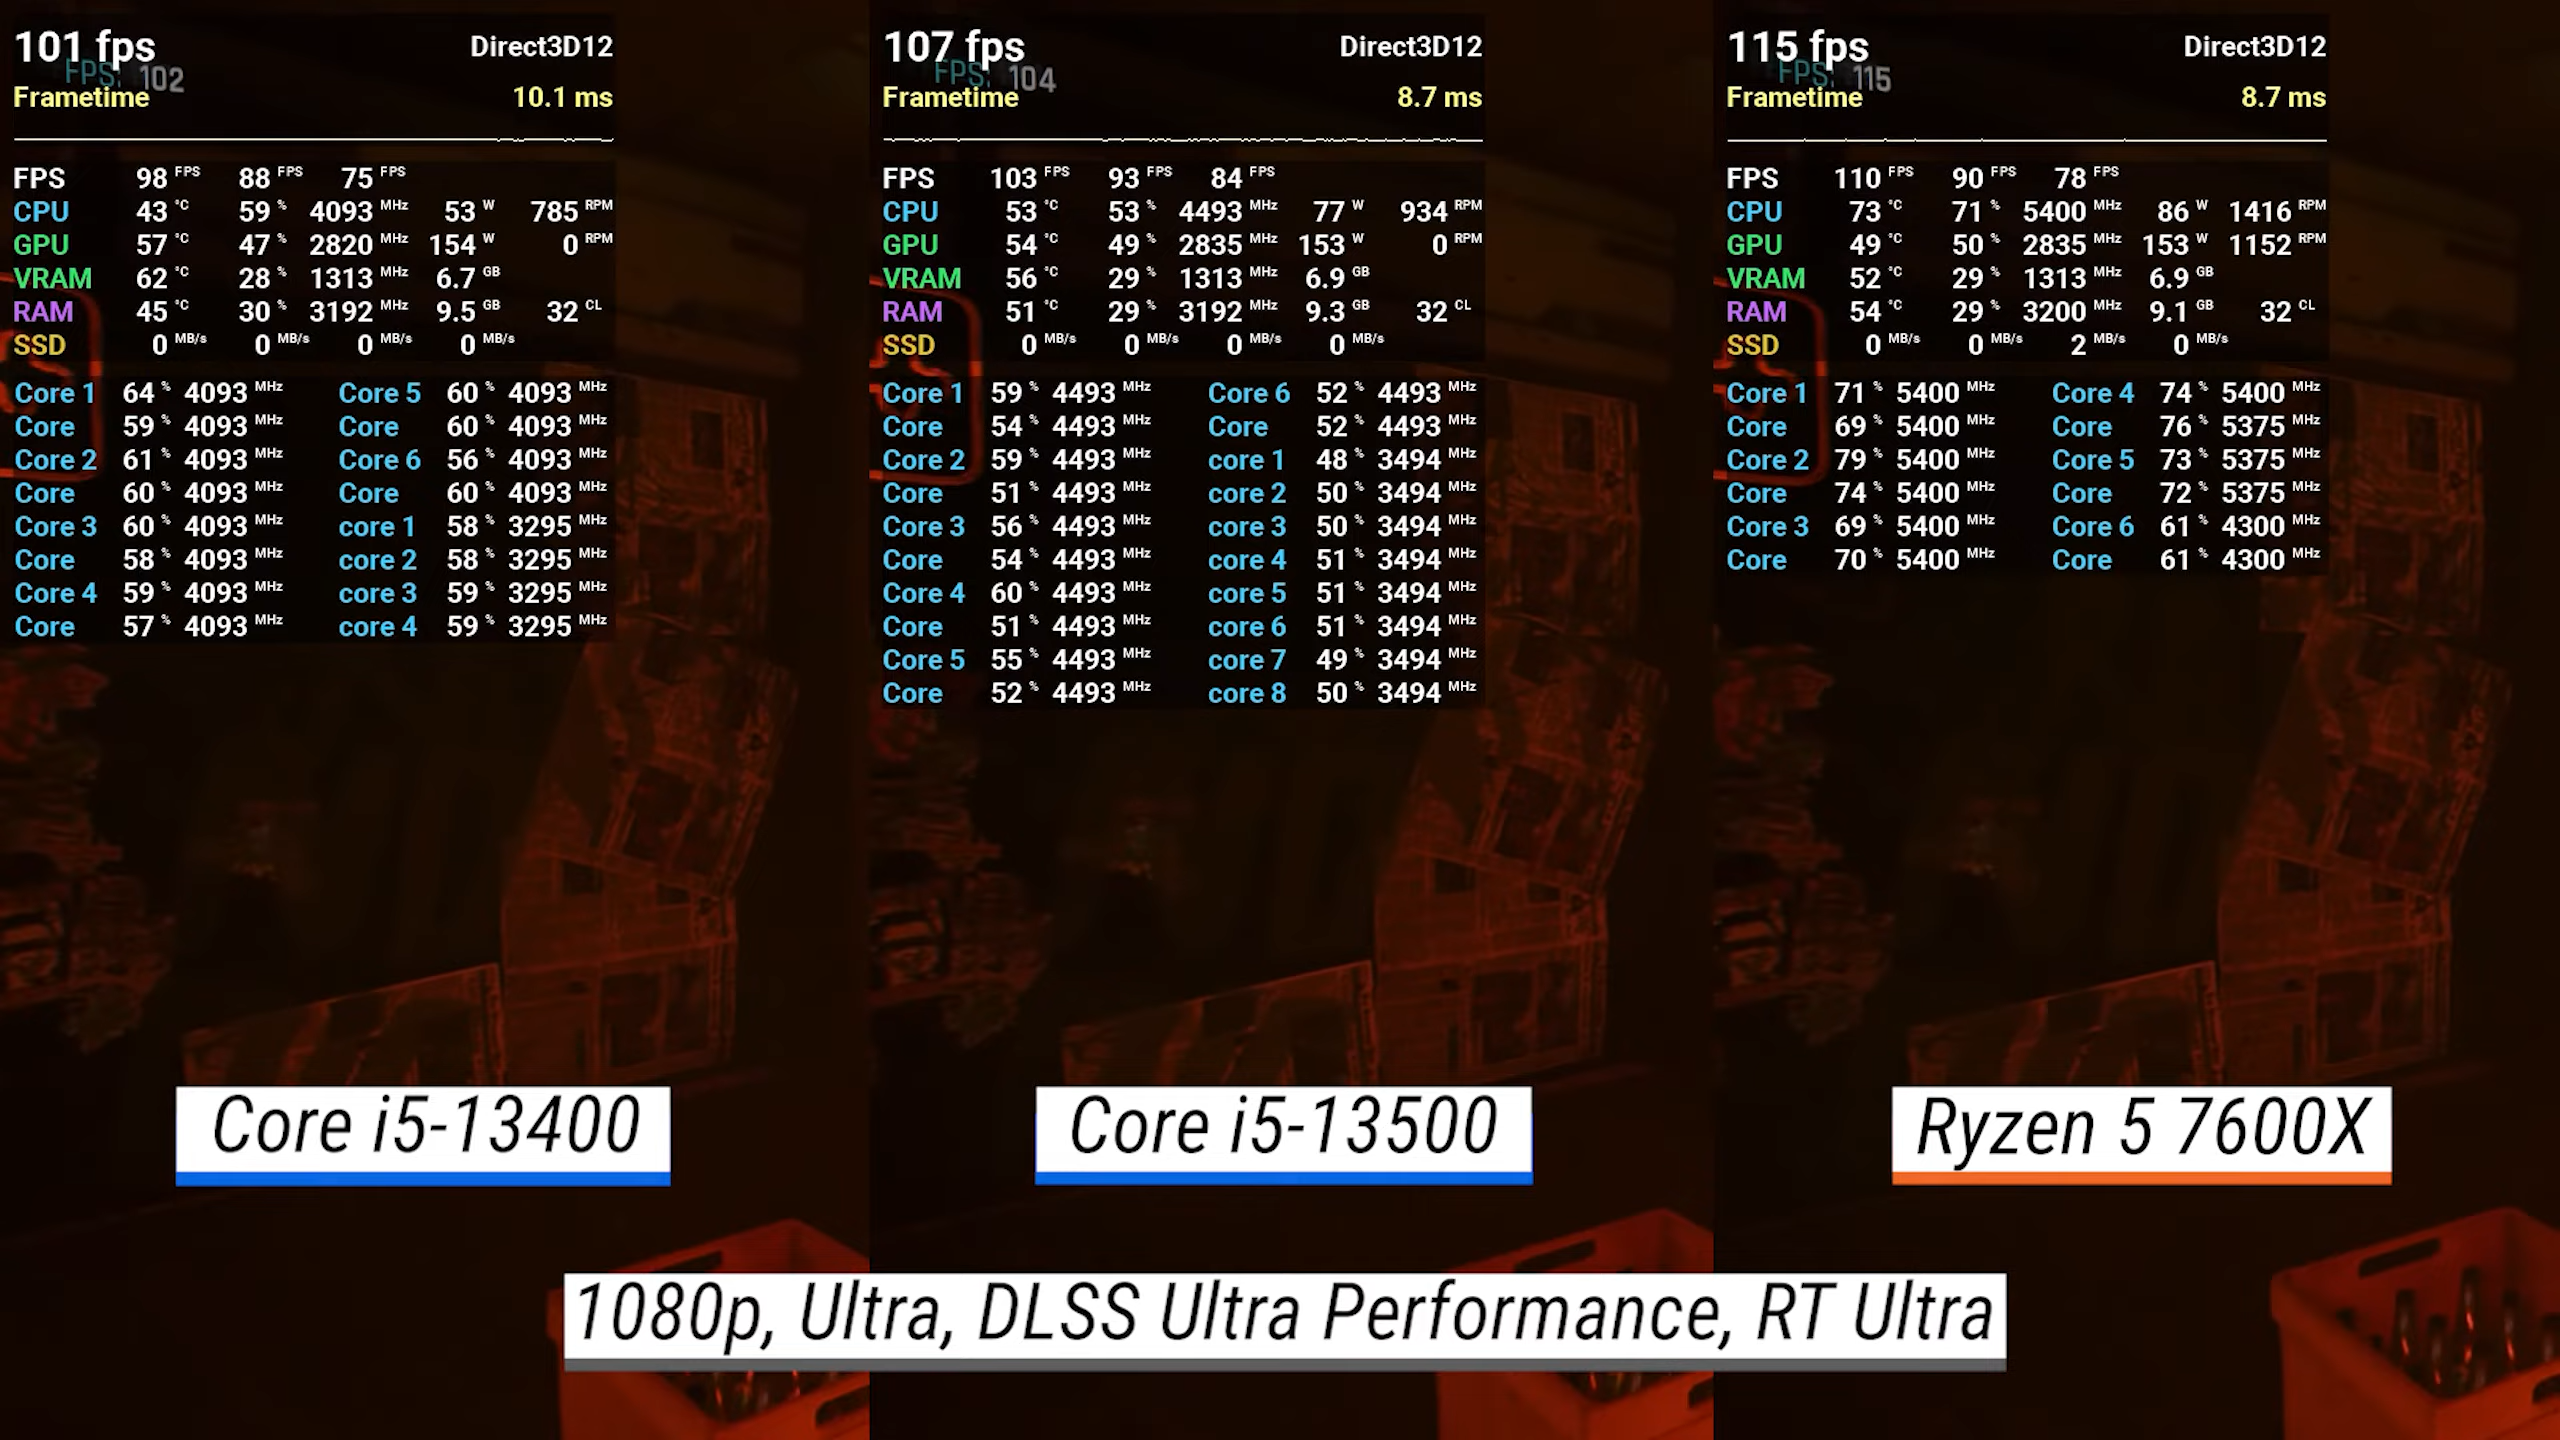 101 fps Direct3D12
FPS: 102
Frametime 10.1 ms
FPS 98 FPS 88 FPS 75 FPS
CPU 43 °C 59 % 4093 MHz 53 W 785 RPM
GPU 57 °C 47 % 2820 MHz 154 W 0 RPM
VRAM 62 °C 28 % 1313 MHz 6.7 GB
RAM 45 °C 30 % 3192 MHz 9.5 GB 32 CL
SSD 0 MB/s 0 MB/s 0 MB/s 0 MB/s
Core 1 64 % 4093 MHz Core 5 60 % 4093 MHz
Core 59 % 4093 MHz Core 60 % 4093 MHz
Core 2 61 % 4093 MHz Core 6 56 % 4093 MHz
Core 60 % 4093 MHz Core 60 % 4093 MHz
Core 3 60 % 4093 MHz core 1 58 % 3295 MHz
Core 58 % 4093 MHz core 2 58 % 3295 MHz
Core 4 59 % 4093 MHz core 3 59 % 3295 MHz
Core 57 % 4093 MHz core 4 59 % 3295 MHz
Core i5-13400
107 fps Direct3D12
FPS: 104
Frametime 8.7 ms
FPS 103 FPS 93 FPS 84 FPS
CPU 53 °C 53 % 4493 MHz 77 W 934 RPM
GPU 54 °C 49 % 2835 MHz 153 W 0 RPM
VRAM 56 °C 29 % 1313 MHz 6.9 GB
RAM 51 °C 29 % 3192 MHz 9.3 GB 32 CL
SSD 0 MB/s 0 MB/s 0 MB/s 0 MB/s
Core 1 59 % 4493 MHz Core 6 52 % 4493 MHz
Core 54 % 4493 MHz Core 52 % 4493 MHz
Core 2 59 % 4493 MHz core 1 48 % 3494 MHz
Core 51 % 4493 MHz core 2 50 % 3494 MHz
Core 3 56 % 4493 MHz core 3 50 % 3494 MHz
Core 54 % 4493 MHz core 4 51 % 3494 MHz
Core 4 60 % 4493 MHz core 5 51 % 3494 MHz
Core 51 % 4493 MHz core 6 51 % 3494 MHz
Core 5 55 % 4493 MHz core 7 49 % 3494 MHz
Core 52 % 4493 MHz core 8 50 % 3494 MHz
Core i5-13500
115 fps Direct3D12
FPS: 115
Frametime 8.7 ms
FPS 110 FPS 90 FPS 78 FPS
CPU 73 °C 71 % 5400 MHz 86 W 1416 RPM
GPU 49 °C 50 % 2835 MHz 153 W 1152 RPM
VRAM 52 °C 29 % 1313 MHz 6.9 GB
RAM 54 °C 29 % 3200 MHz 9.1 GB 32 CL
SSD 0 MB/s 0 MB/s 2 MB/s 0 MB/s
Core 1 71 % 5400 MHz Core 4 74 % 5400 MHz
Core 69 % 5400 MHz Core 76 % 5375 MHz
Core 2 79 % 5400 MHz Core 5 73 % 5375 MHz
Core 74 % 5400 MHz Core 72 % 5375 MHz
Core 3 69 % 5400 MHz Core 6 61 % 4300 MHz
Core 70 % 5400 MHz Core 61 % 4300 MHz
Ryzen 5 7600X
1080p, Ultra, DLSS Ultra Performance, RT Ultra